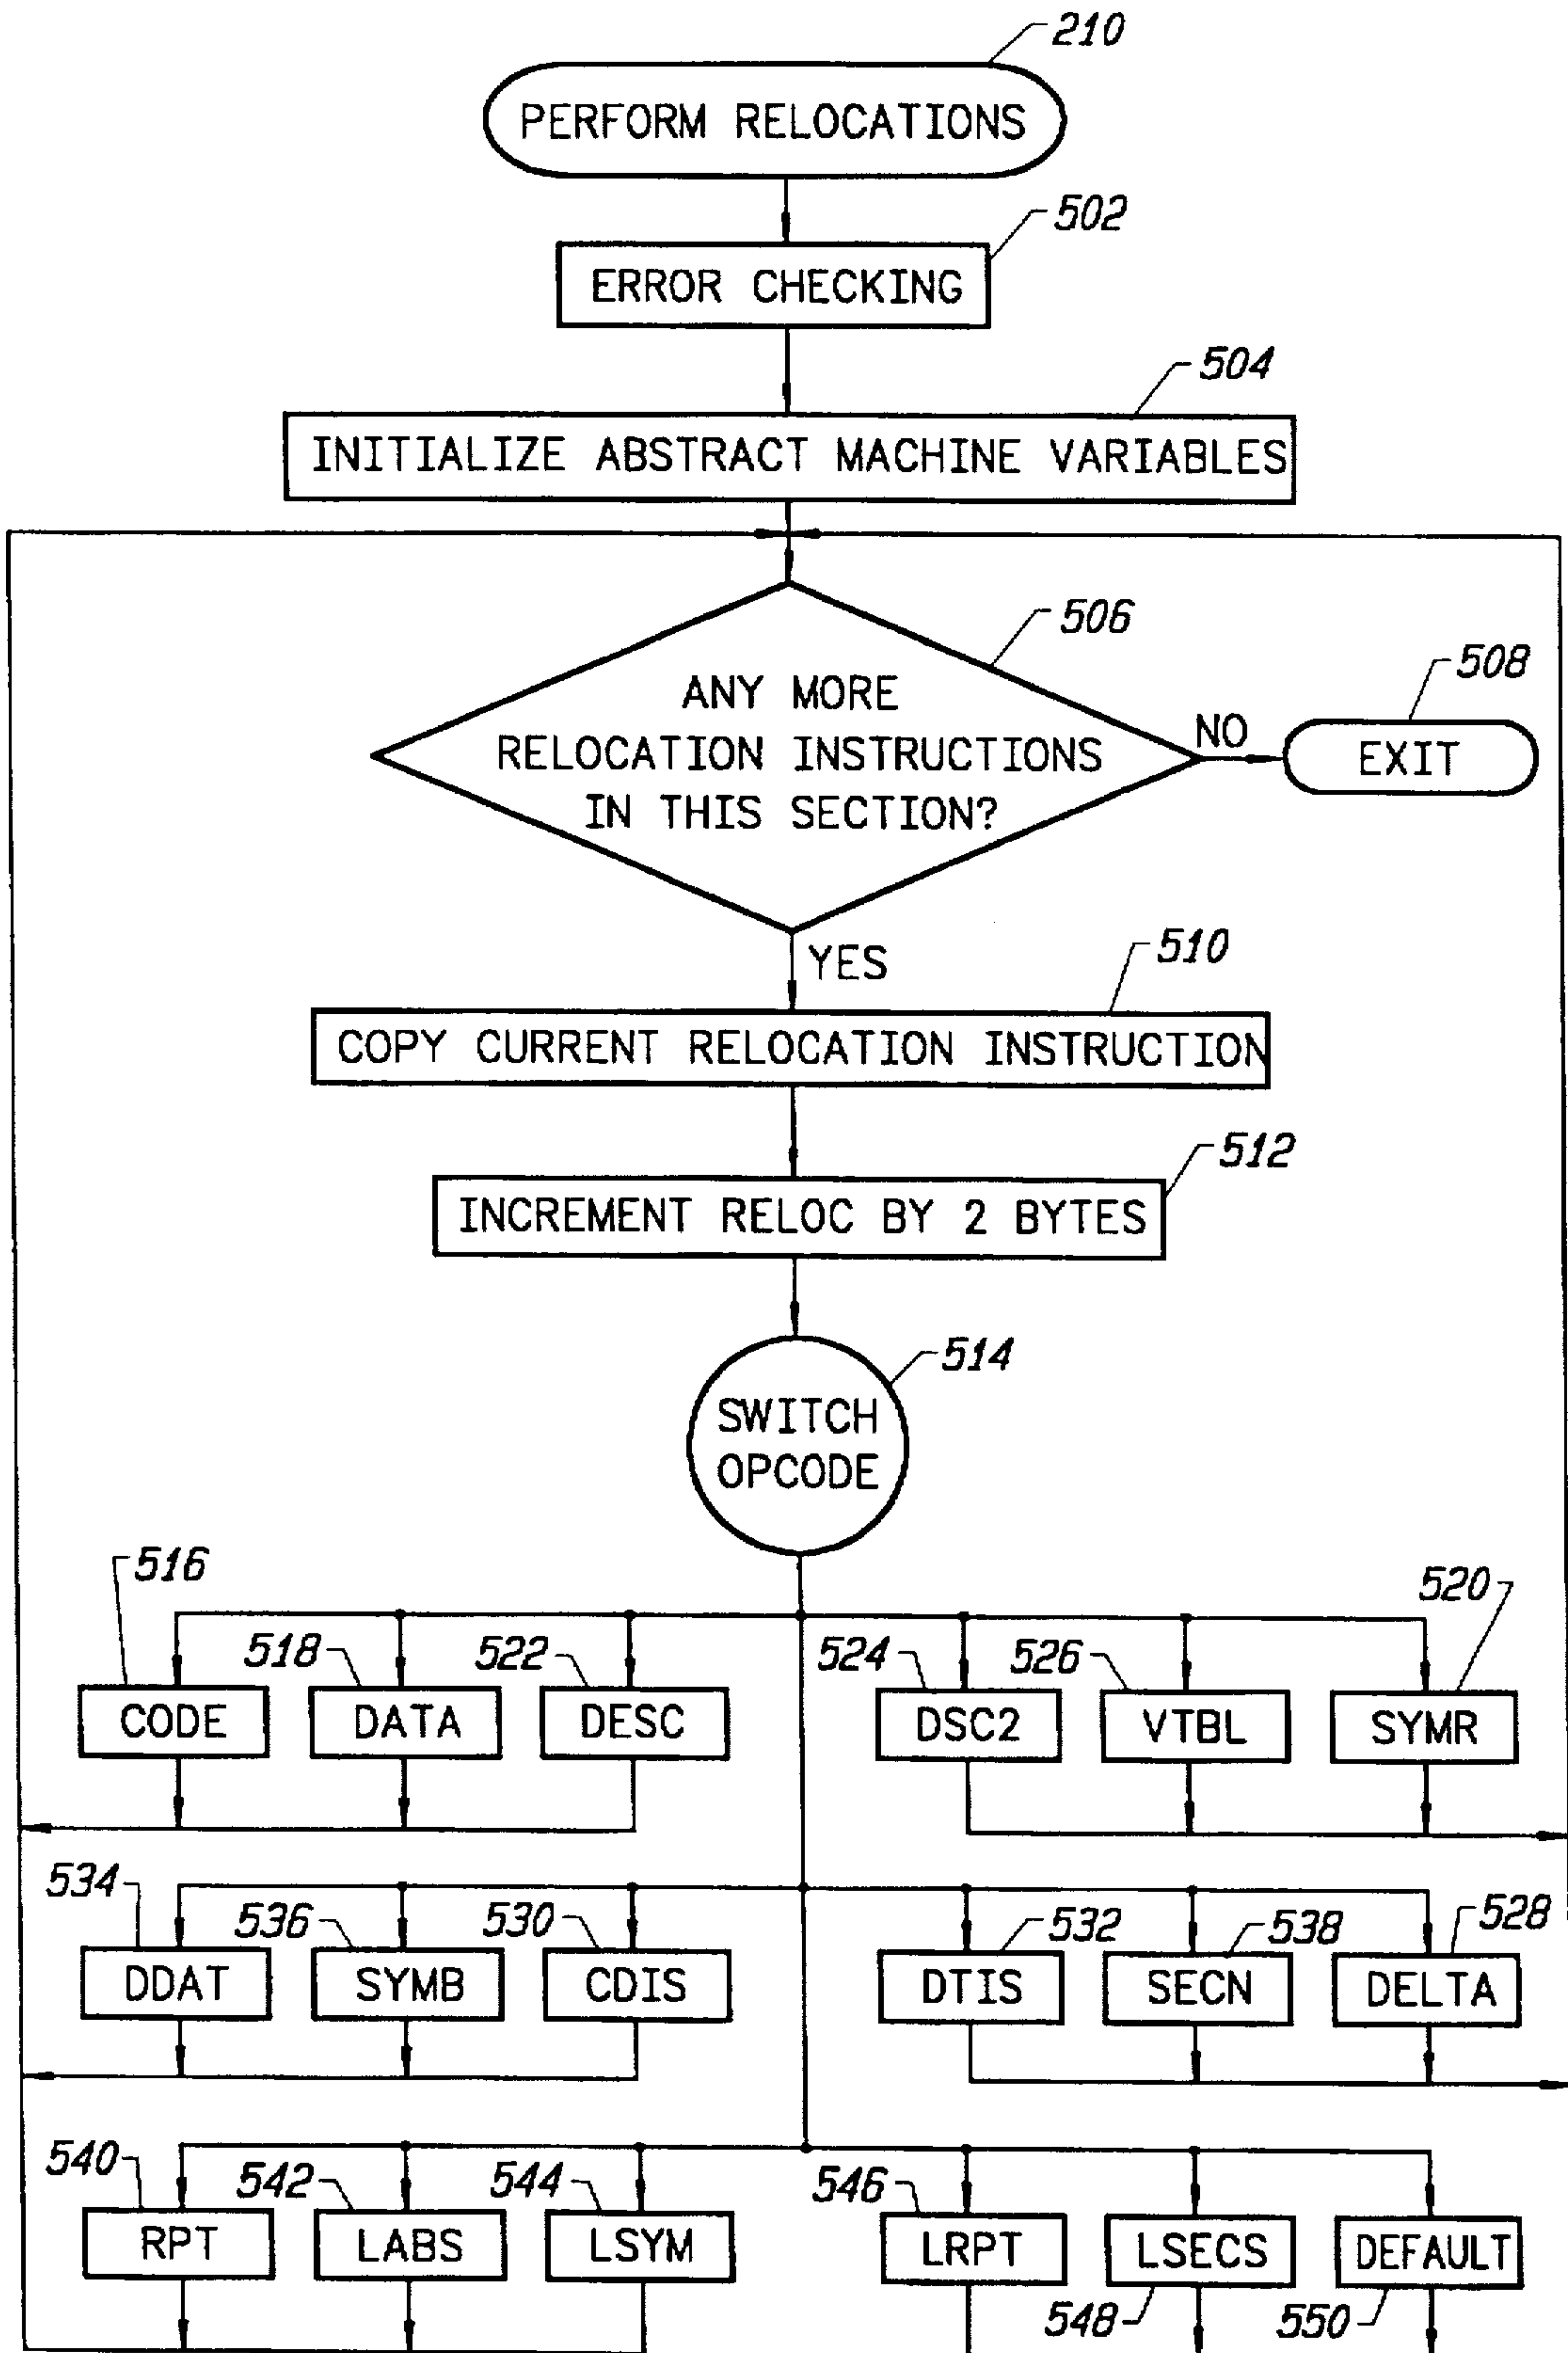 210
PERFORM RELOCATIONS
502
ERROR CHECKING
504
INITIALIZE ABSTRACT MACHINE VARIABLES
506
508
ANY MORE
RELOCATION INSTRUCTIONS
IN THIS SECTION?
NO
EXIT
YES
510
COPY CURRENT RELOCATION INSTRUCTION
512
INCREMENT RELOC BY 2 BYTES
514
SWITCH
OPCODE
516
518
522
524
526
520
CODE
DATA
DESC
DSC2
VTBL
SYMR
534
536
530
532
538
528
DDAT
SYMB
CDIS
DTIS
SECN
DELTA
540
542
544
546
RPT
LABS
LSYM
LRPT
LSECS
DEFAULT
548
550